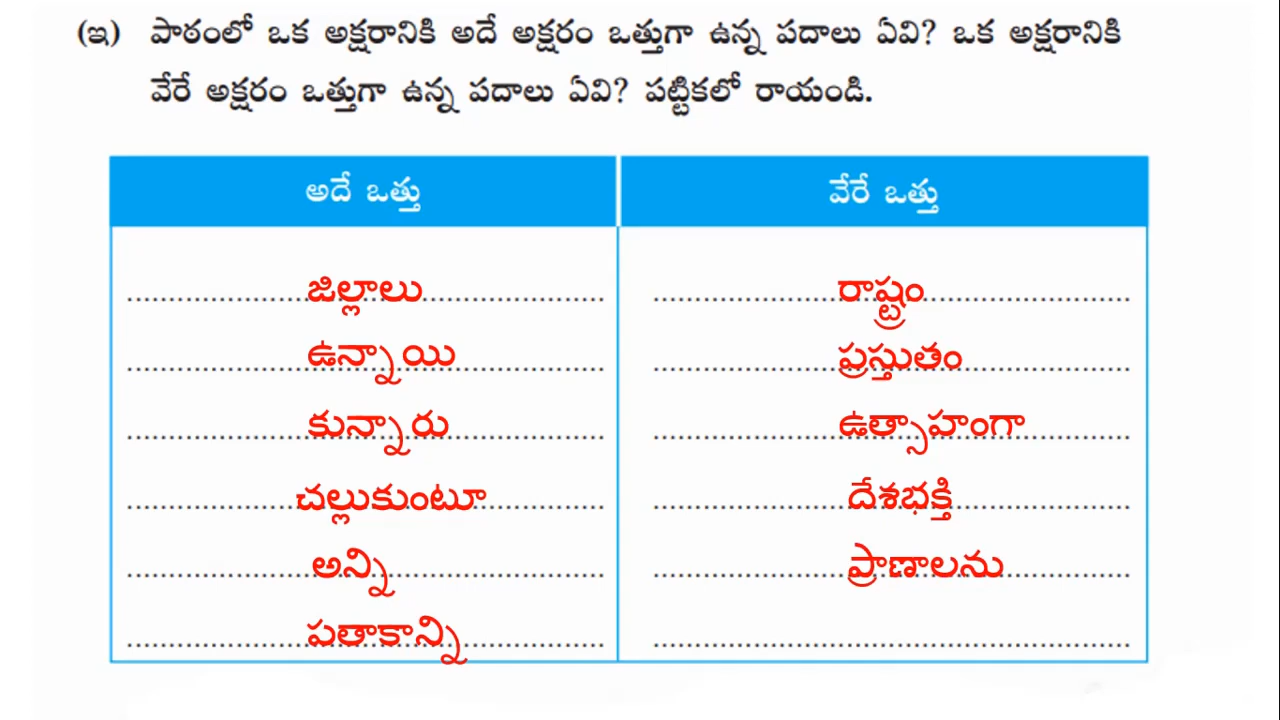 (ఇ) పాఠంలో ఒక అక్షరానికి అదే అక్షరం ఒత్తుగా ఉన్న పదాలు ఏవి? ఒక అక్షరానికి
వేరే అక్షరం ఒత్తుగా ఉన్న పదాలు ఏవి? పట్టికలో రాయండి.
అదే ఒత్తు వేరే ఒత్తు
జిల్లాలు రాష్ట్రం
ఉన్నాయి ప్రస్తుతం
కున్నారు ఉత్సాహంగా
చల్లుకుంటూ దేశభక్తి
అన్ని ప్రాణాలను
పతాకాన్ని